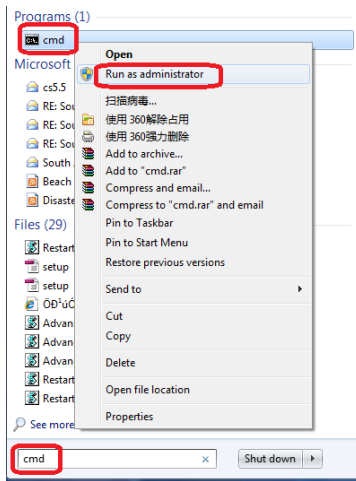 Programs (1)
cmd
Open
Run as administrator
扫描病毒...
使用 360解除占用
使用 360强力删除
Add to archive...
Add to "cmd.rar"
Compress and email...
Compress to "cmd.rar" and email
Pin to Taskbar
Pin to Start Menu
Restore previous versions
Send to
Cut
Copy
Delete
Open file location
Properties
Microsoft
cs5.5
RE: Sou
RE: Sou
RE: Sou
South
Beach
Disaste
Files (29)
Restart
setup
setup
ÖÐ¹úÓ
Advan
Advan
Advan
Restart
Restart
See more
cmd
Shut down